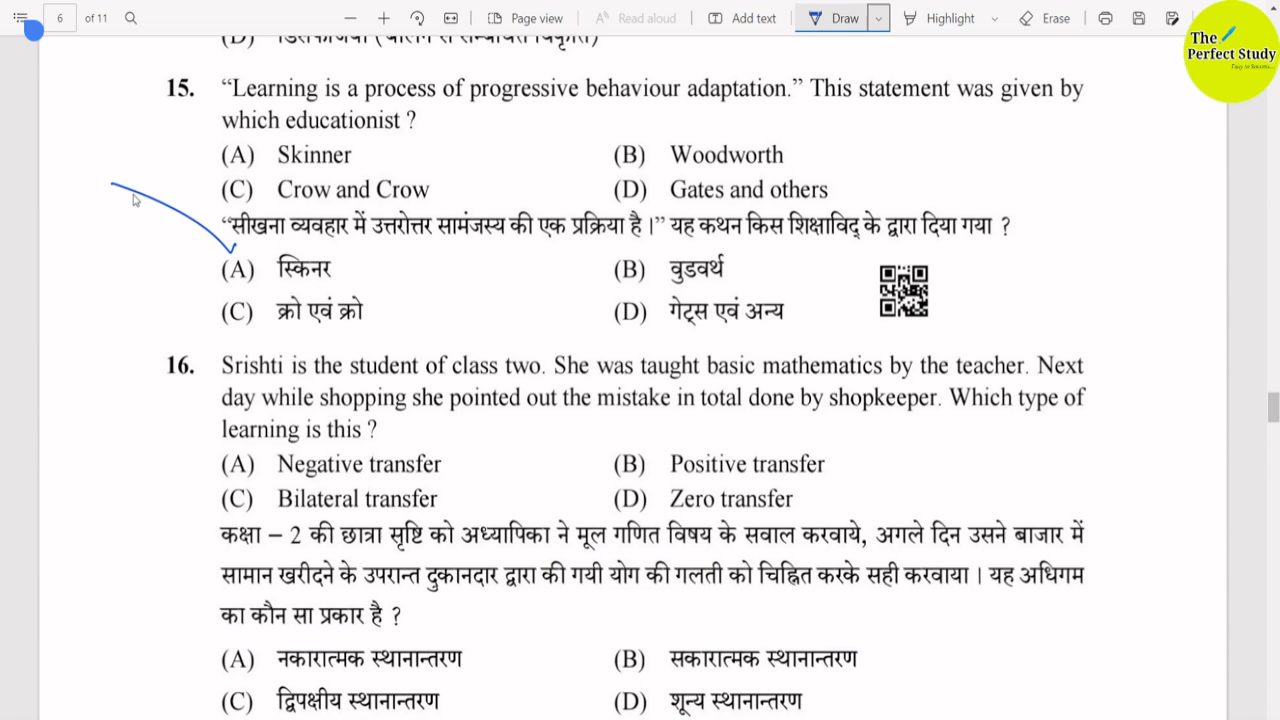 6 of 11 Page view Read aloud Add text Draw Highlight Erase
The
Perfect Study
Easy to Success...
15. “Learning is a process of progressive behaviour adaptation.” This statement was given by
which educationist ?
(A) Skinner (B) Woodworth
(C) Crow and Crow (D) Gates and others
“सीखना व्यवहार में उत्तरोत्तर सामंजस्य की एक प्रक्रिया है ।” यह कथन किस शिक्षाविद् के द्वारा दिया गया ?
(A) स्किनर (B) वुडवर्थ
(C) क्रो एवं क्रो (D) गेट्स एवं अन्य
16. Srishti is the student of class two. She was taught basic mathematics by the teacher. Next
day while shopping she pointed out the mistake in total done by shopkeeper. Which type of
learning is this ?
(A) Negative transfer (B) Positive transfer
(C) Bilateral transfer (D) Zero transfer
कक्षा – 2 की छात्रा सृष्टि को अध्यापिका ने मूल गणित विषय के सवाल करवाये, अगले दिन उसने बाजार में
सामान खरीदने के उपरान्त दुकानदार द्वारा की गयी योग की गलती को चिह्नित करके सही करवाया । यह अधिगम
का कौन सा प्रकार है ?
(A) नकारात्मक स्थानान्तरण (B) सकारात्मक स्थानान्तरण
(C) द्विपक्षीय स्थानान्तरण (D) शून्य स्थानान्तरण